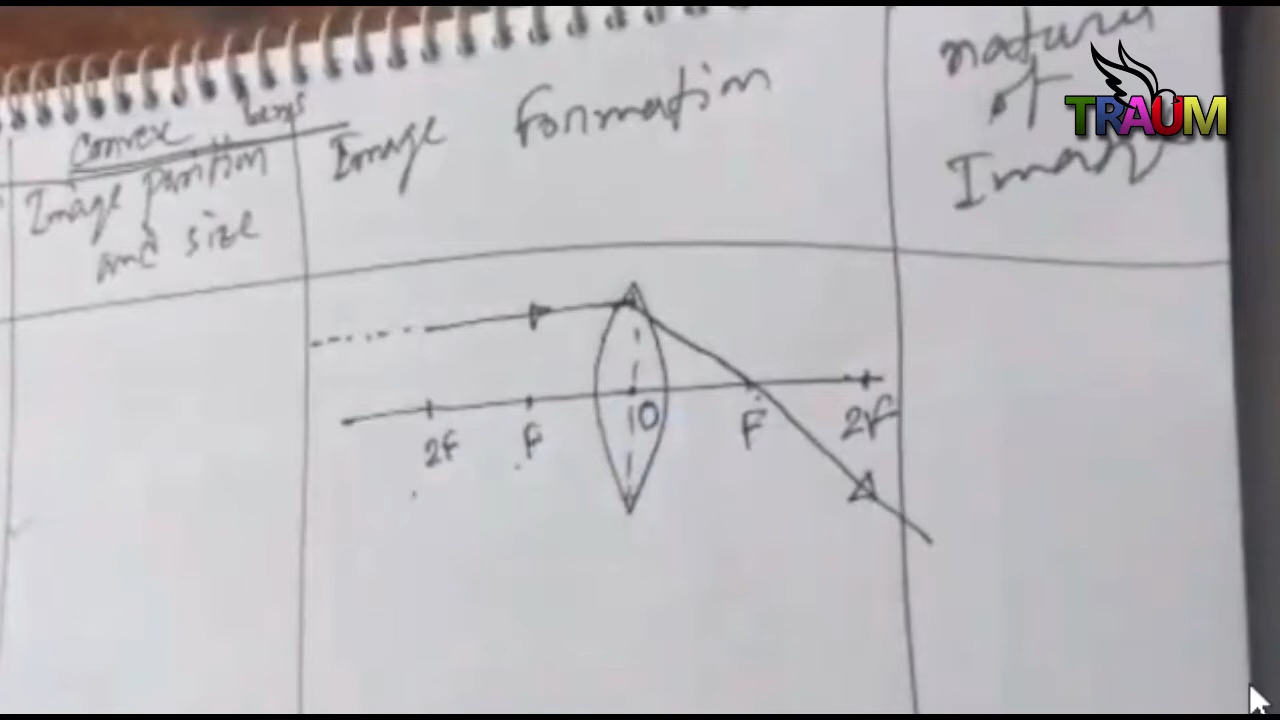 Convex lens
Image position
and size
Image Formation
nature
of
Image
TRAUM
2F
F
O
F
2F